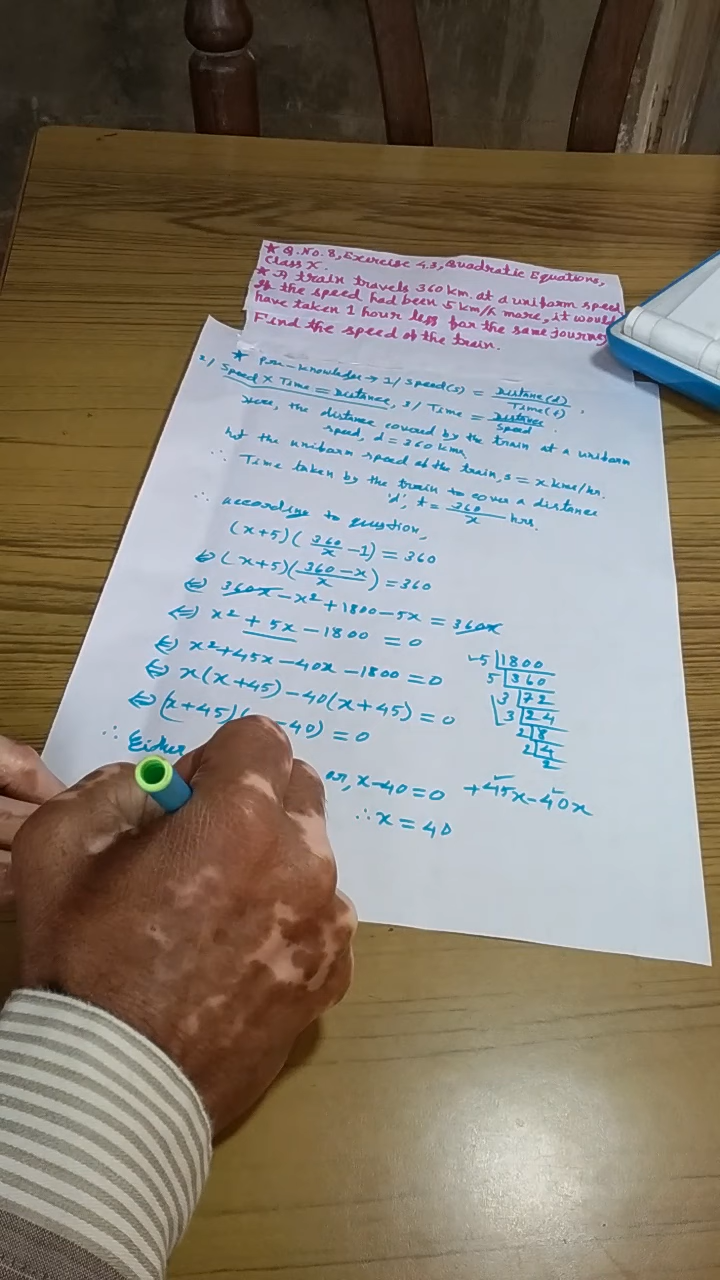 ★ Q.No. 8, Exercise 4.3, Quadratic Equations,
Class X.
★ A train travels 360 km. at a uniform speed
If the speed had been 5 km/h more, it would
have taken 1 hour less for the same journey
Find the speed of the train.
★ Pre-knowledge → 1/ Speed(s) = Distance(d)/Time(t),
2/ Speed × Time = Distance, 3/ Time = Distance/Speed.
Here, the distance covered by the train at a uniform
speed, d = 360 kms,
let the uniform speed of the train, s = x kms/hr.
∴ Time taken by the train to cover a distance
'd', t = 360/x hrs.
∴ according to question,
(x+5)(360/x − 1) = 360
⇔ (x+5)((360−x)/x) = 360
⇔ 360x − x² + 1800 − 5x = 360x
⇔ x² + 5x − 1800 = 0
⇔ x² + 45x − 40x − 1800 = 0
⇔ x(x+45) − 40(x+45) = 0
⇔ (x+45)( −40) = 0
∴ Either
or, x−40 = 0
∴ x = 40
5 1800
5 360
3 72
3 24
2 8
2 4
2
+45x−40x